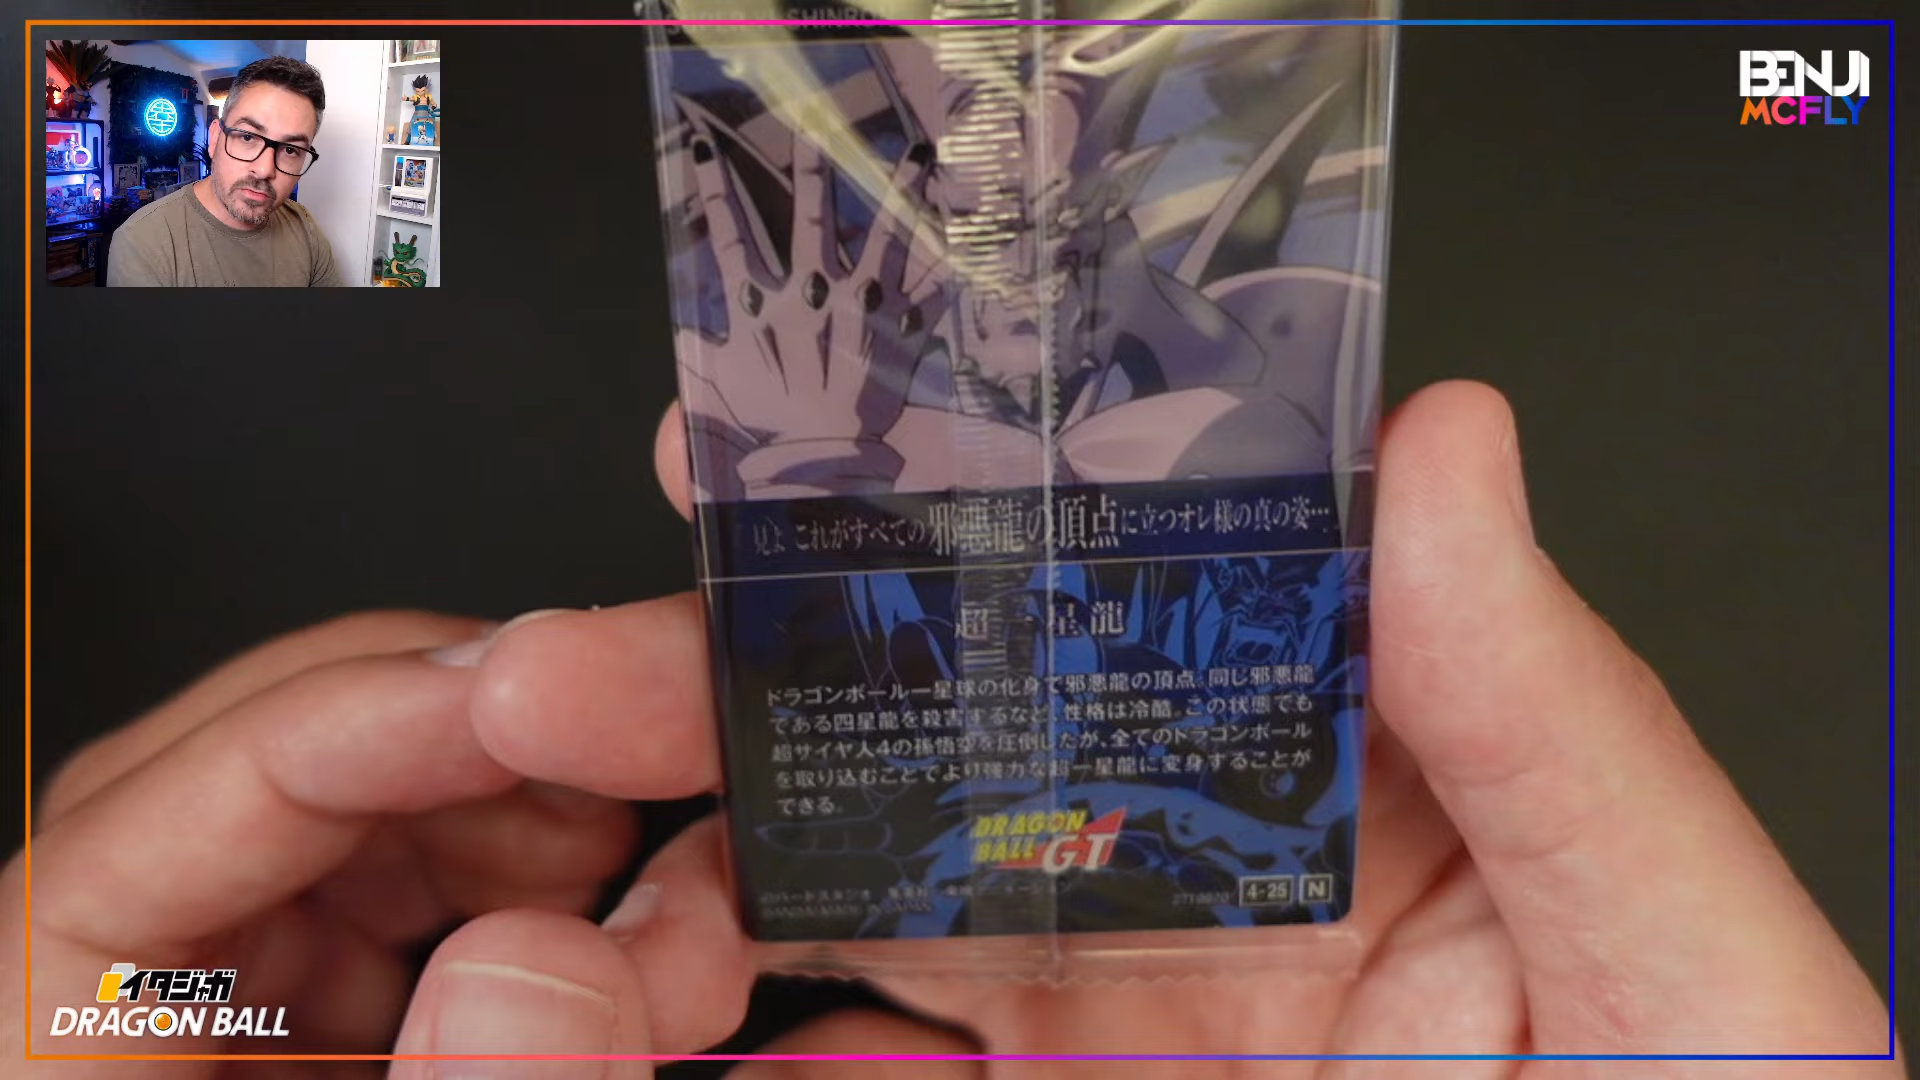 BENJI
MCFLY
見よ これがすべての邪悪龍の頂点に立つオレ様の真の姿…
超一星龍
ドラゴンボール一星球の化身で邪悪龍の頂点。同じ邪悪龍
である四星龍を殺害するなど、性格は冷酷。この状態でも
超サイヤ人4の孫悟空を圧倒したが、全てのドラゴンボール
を取り込むことでより強力な超一星龍に変身することが
できる。
DRAGON
BALL GT
4-25 N
イタジャガ
DRAGON BALL